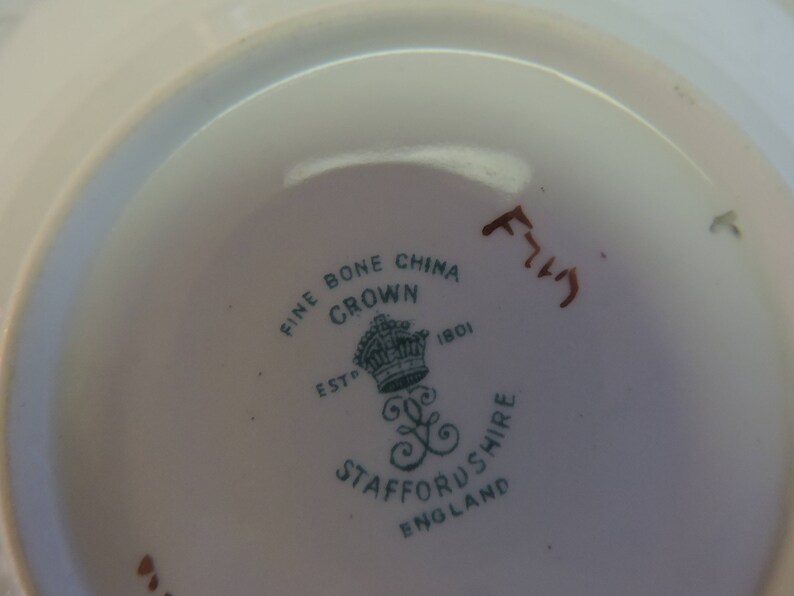 FINE BONE CHINA
CROWN
ESTD 1801
STAFFORDSHIRE
ENGLAND